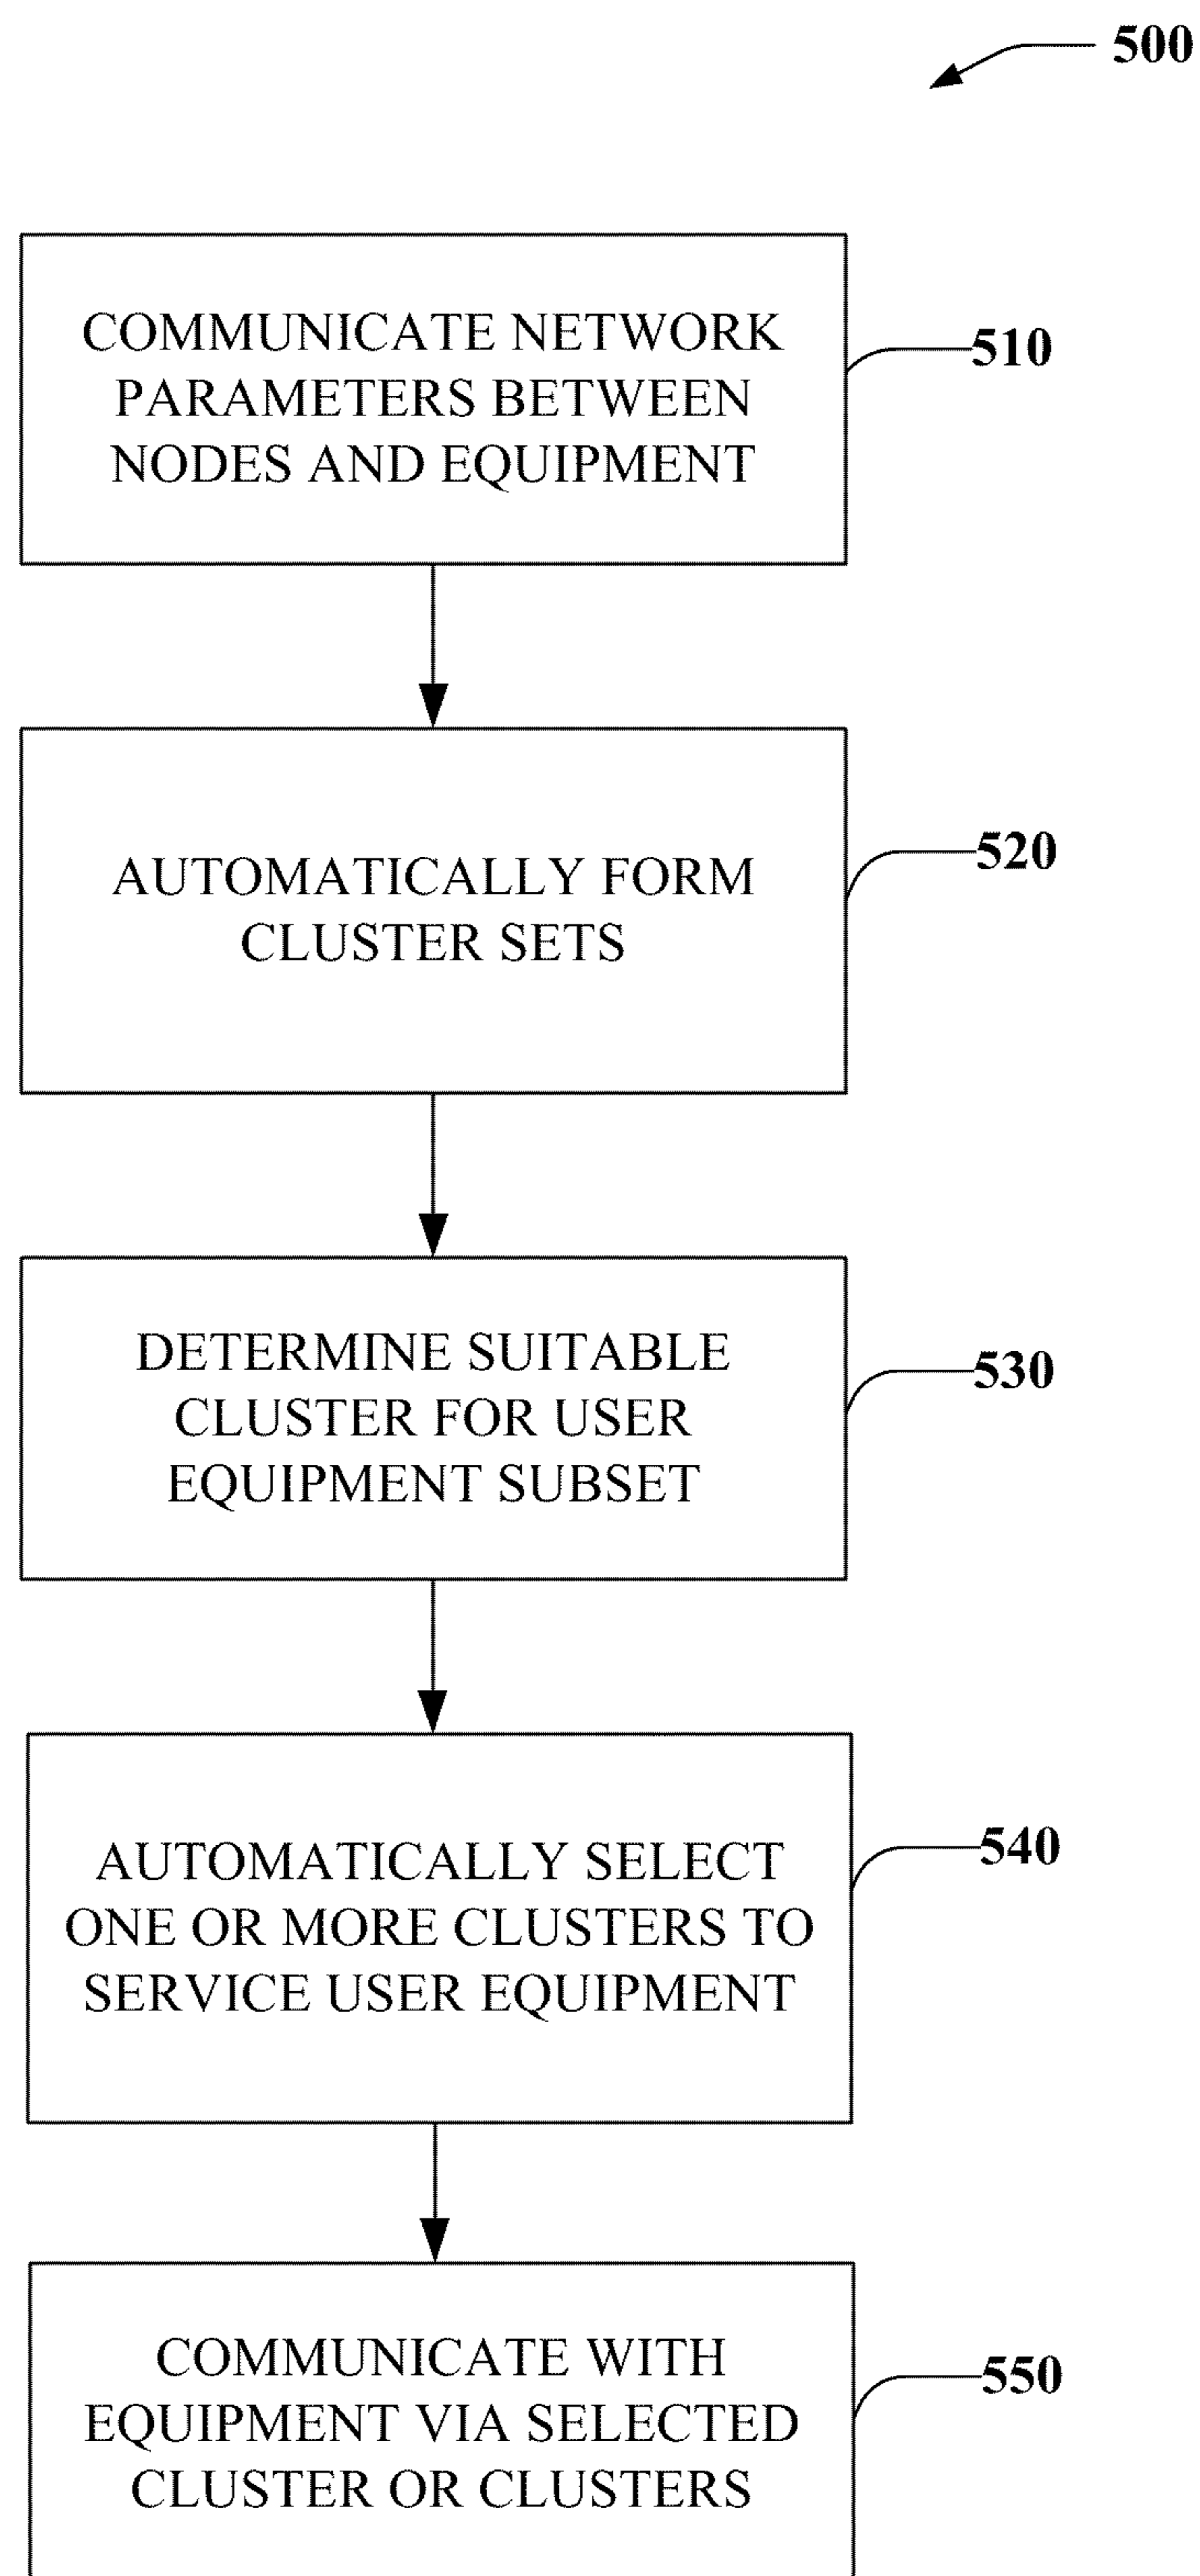 500
COMMUNICATE NETWORK
PARAMETERS BETWEEN
NODES AND EQUIPMENT
510
AUTOMATICALLY FORM
CLUSTER SETS
520
DETERMINE SUITABLE
CLUSTER FOR USER
EQUIPMENT SUBSET
530
AUTOMATICALLY SELECT
ONE OR MORE CLUSTERS TO
SERVICE USER EQUIPMENT
540
COMMUNICATE WITH
EQUIPMENT VIA SELECTED
CLUSTER OR CLUSTERS
550